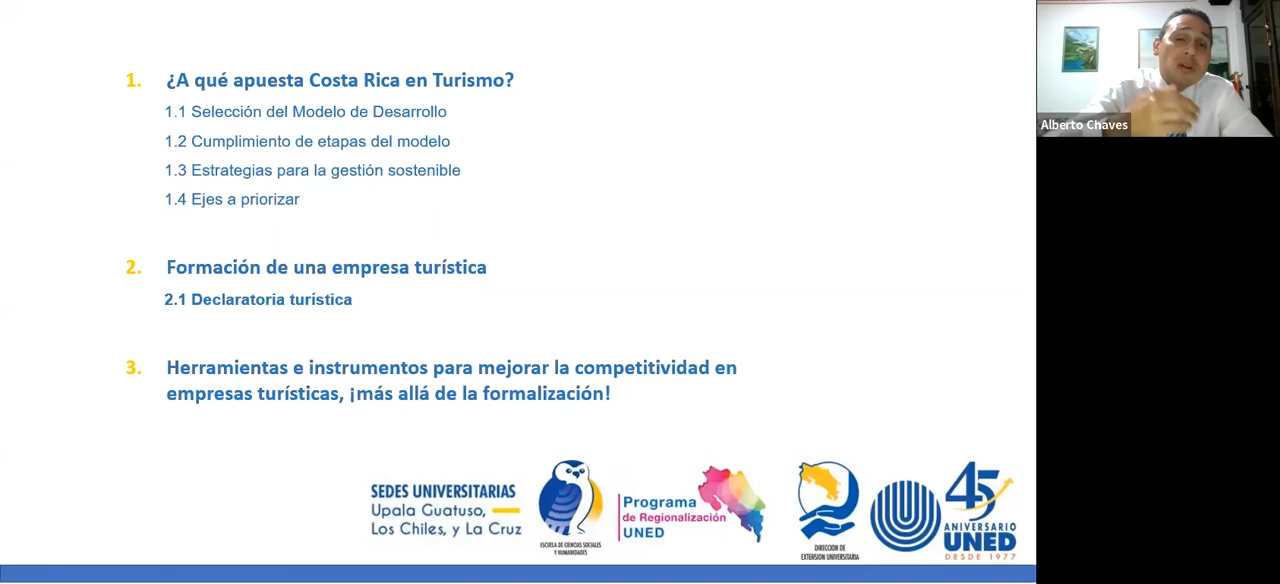 1. ¿A qué apuesta Costa Rica en Turismo?
1.1 Selección del Modelo de Desarrollo
1.2 Cumplimiento de etapas del modelo
1.3 Estrategias para la gestión sostenible
1.4 Ejes a priorizar
2. Formación de una empresa turística
2.1 Declaratoria turística
3. Herramientas e instrumentos para mejorar la competitividad en
empresas turísticas, ¡más allá de la formalización!
Alberto Chaves
SEDES UNIVERSITARIAS
Upala Guatuso,
Los Chiles, y La Cruz
ESCUELA DE CIENCIAS SOCIALES
Y HUMANIDADES
Programa
de Regionalización
UNED
DIRECCION DE
EXTENSION UNIVERSITARIA
45
ANIVERSARIO
UNED
DESDE 1977